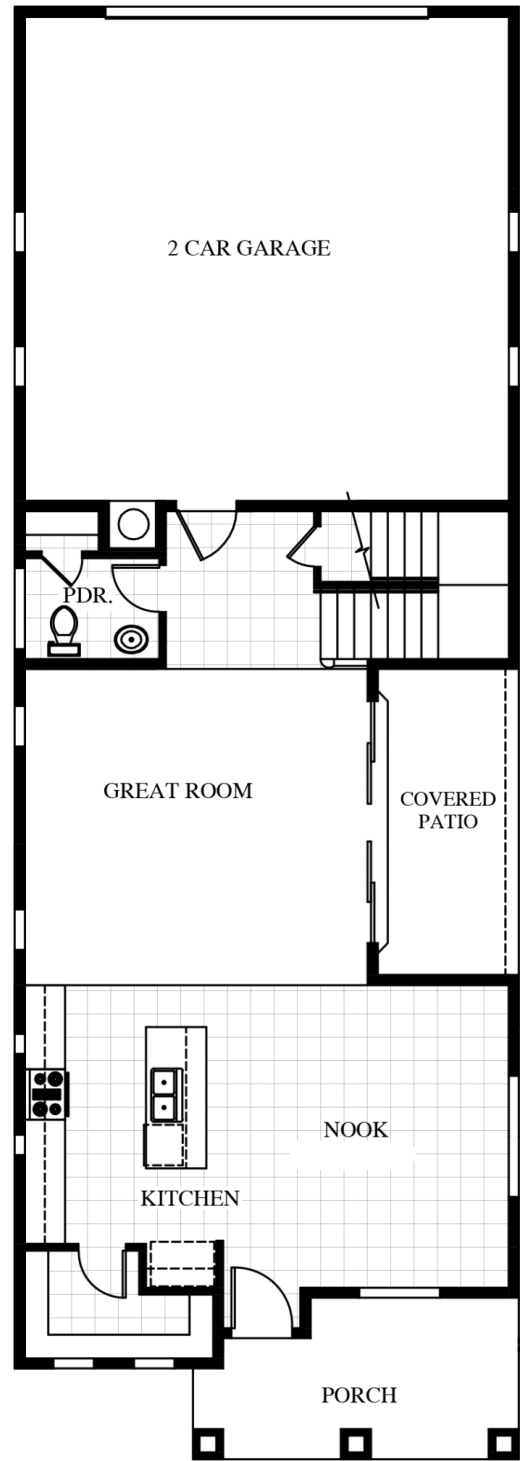 2 CAR GARAGE
PDR.
GREAT ROOM
COVERED
PATIO
NOOK
KITCHEN
PORCH